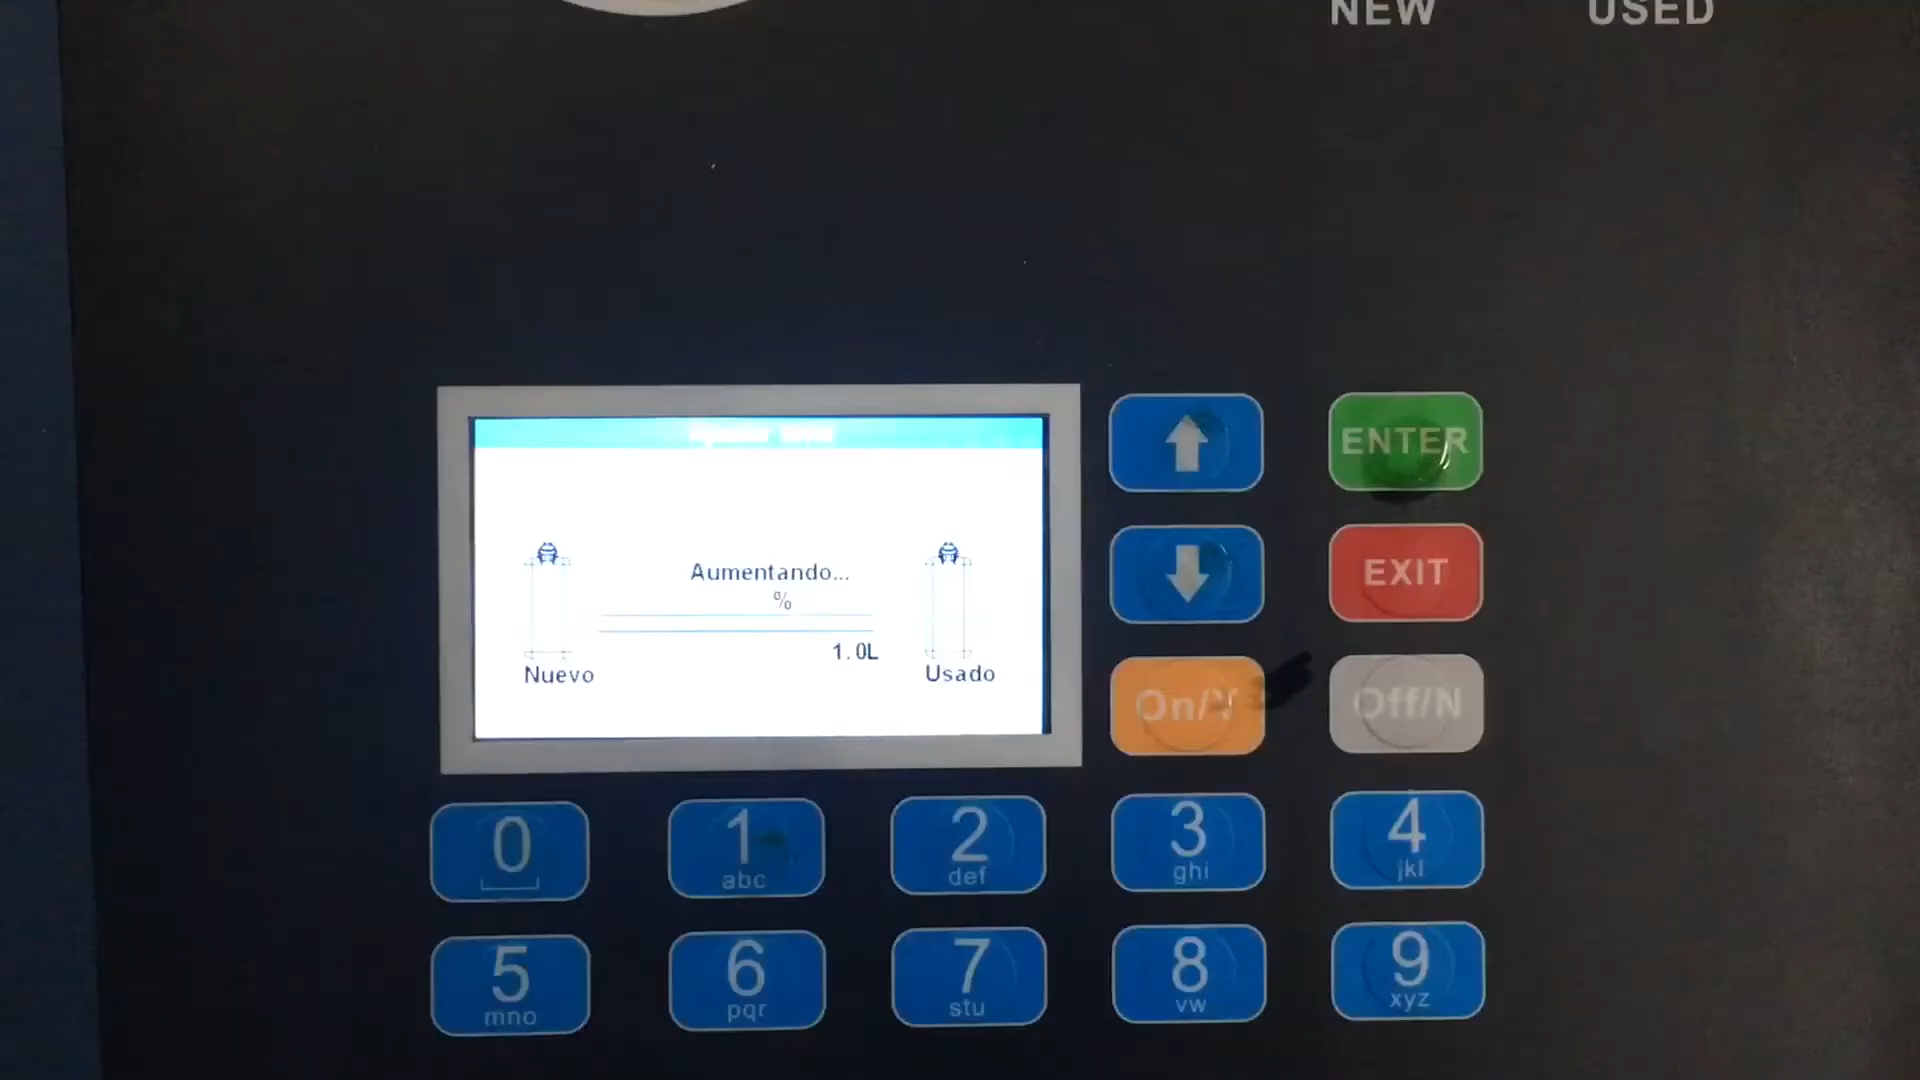 NEW USED
Aumentando...
%
1.0L
Nuevo Usado
ENTER
EXIT
On/Y Off/N
0 1 2 3 4
abc def ghi jkl
5 6 7 8 9
mno pqr stu vw xyz